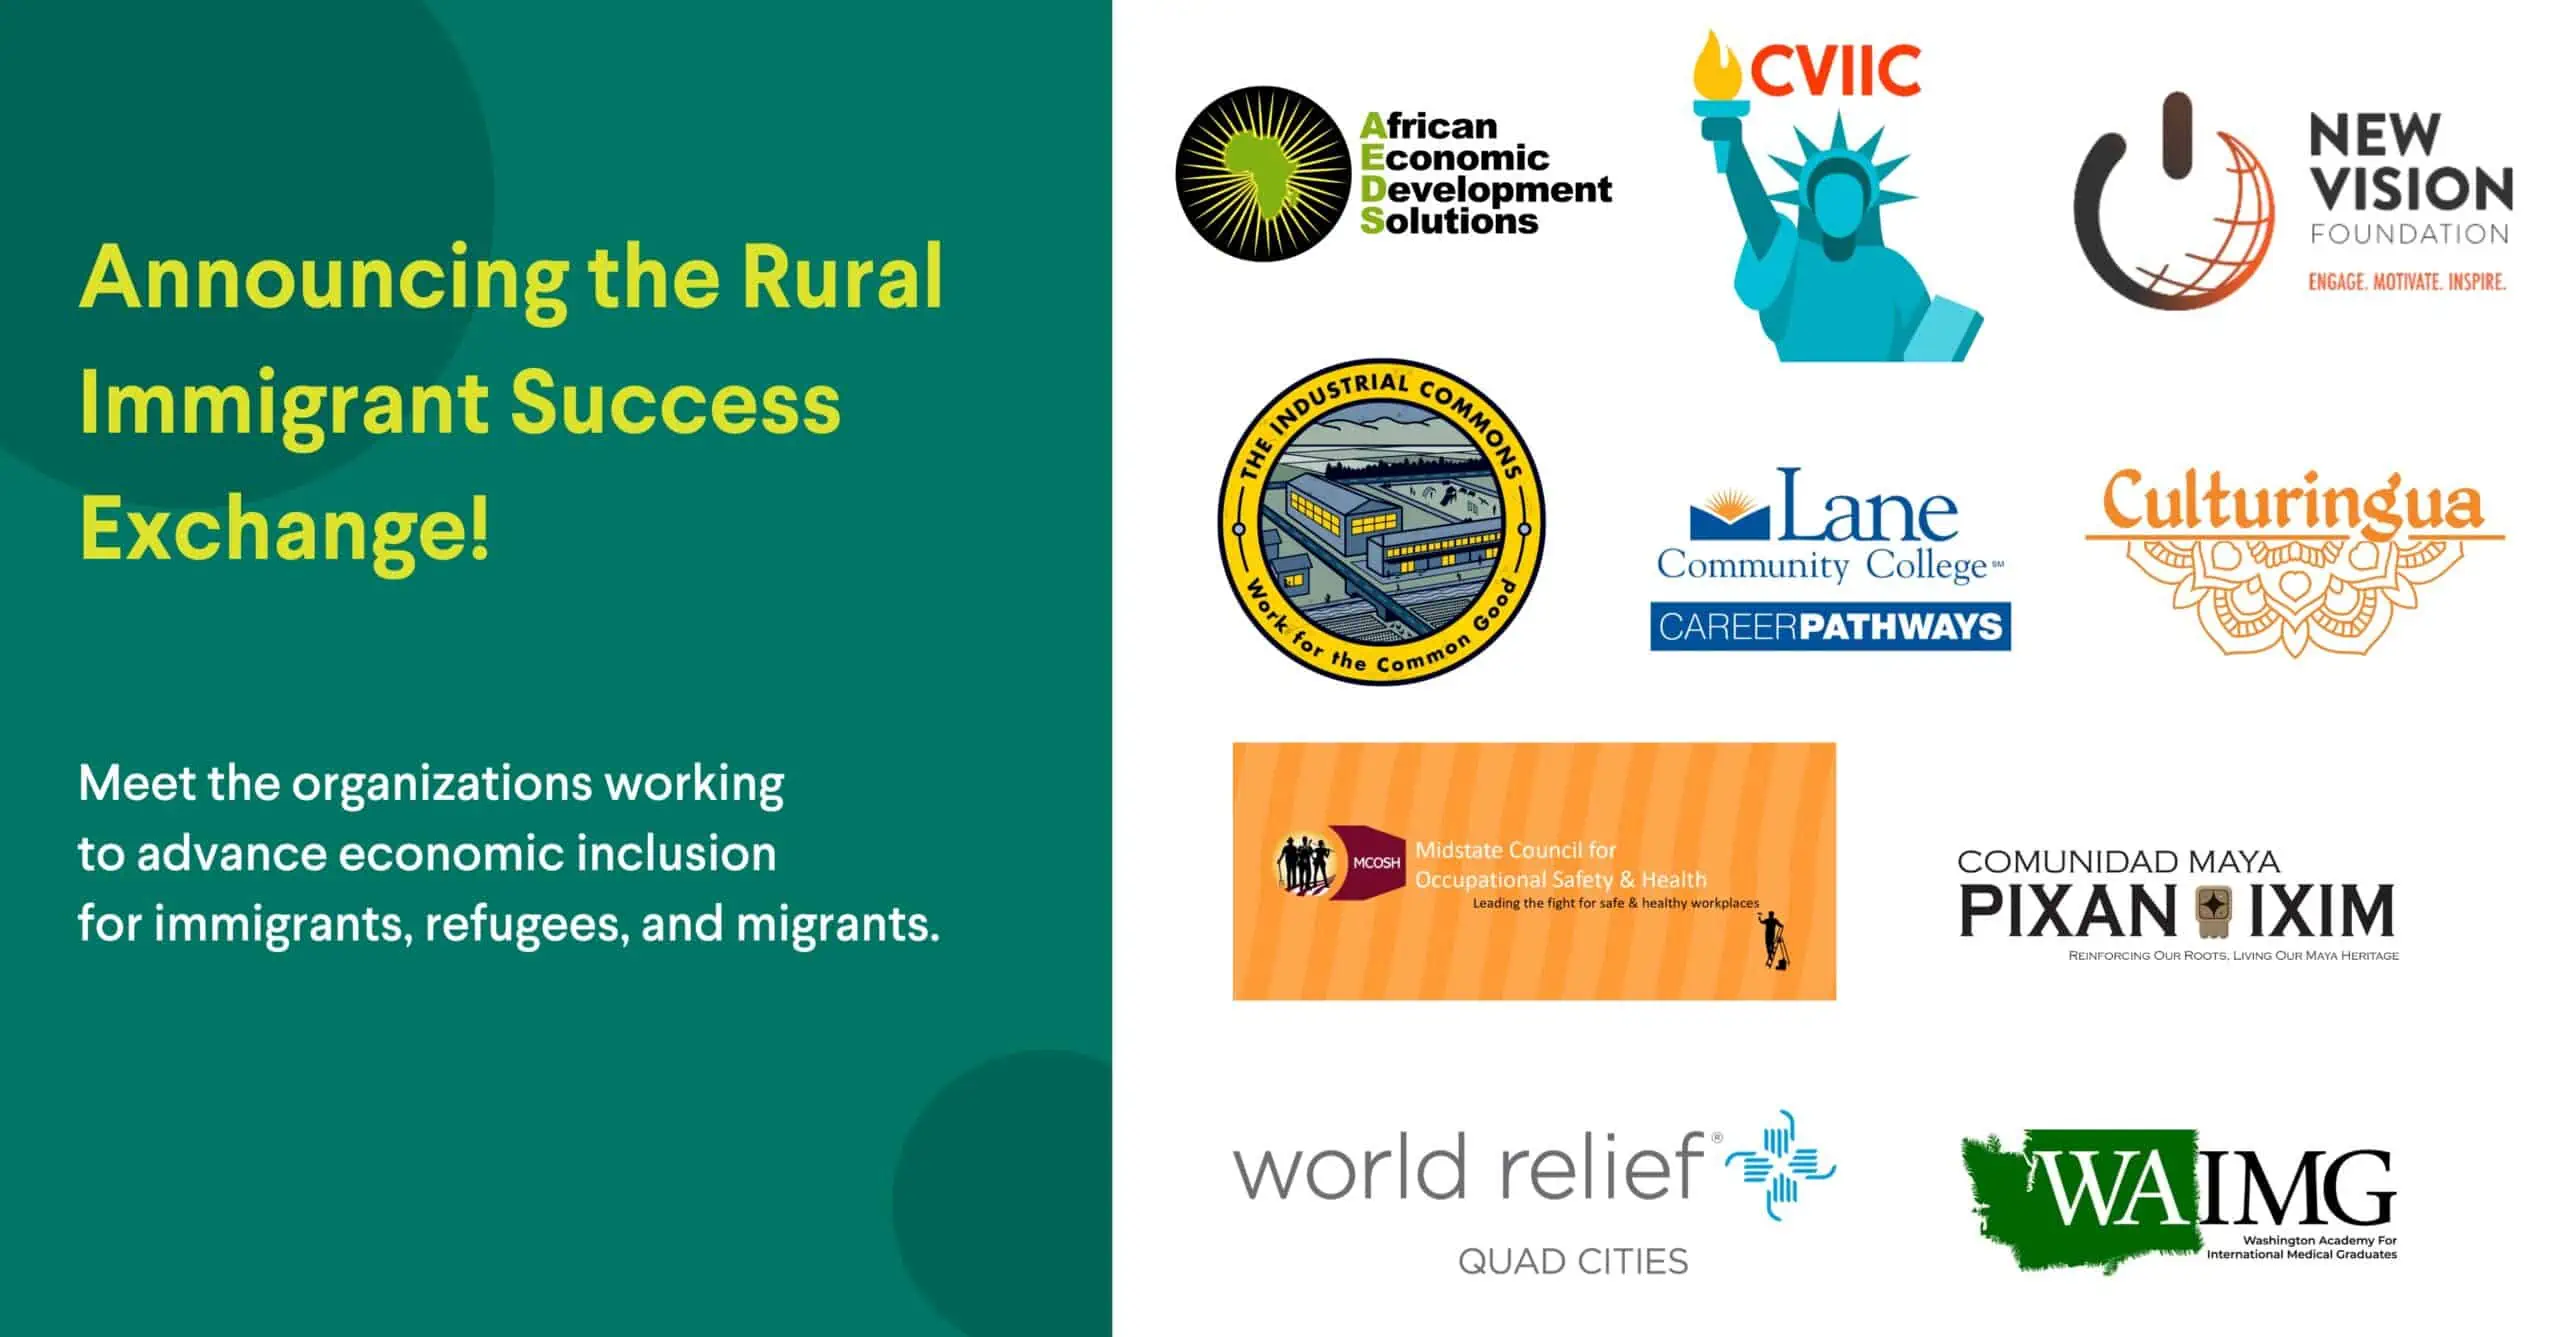 Announcing the Rural
Immigrant Success
Exchange!
Meet the organizations working
to advance economic inclusion
for immigrants, refugees, and migrants.
African
Economic
Development
Solutions
CVIIC
NEW
VISION
FOUNDATION
ENGAGE. MOTIVATE. INSPIRE.
THE INDUSTRIAL COMMONS
Work for the Common Good
Lane
Community College℠
CAREERPATHWAYS
Culturingua
MCOSH
Midstate Council for
Occupational Safety & Health
Leading the fight for safe & healthy workplaces
COMUNIDAD MAYA
PIXAN IXIM
REINFORCING OUR ROOTS, LIVING OUR MAYA HERITAGE
world relief®
QUAD CITIES
WAIMG
Washington Academy For
International Medical Graduates